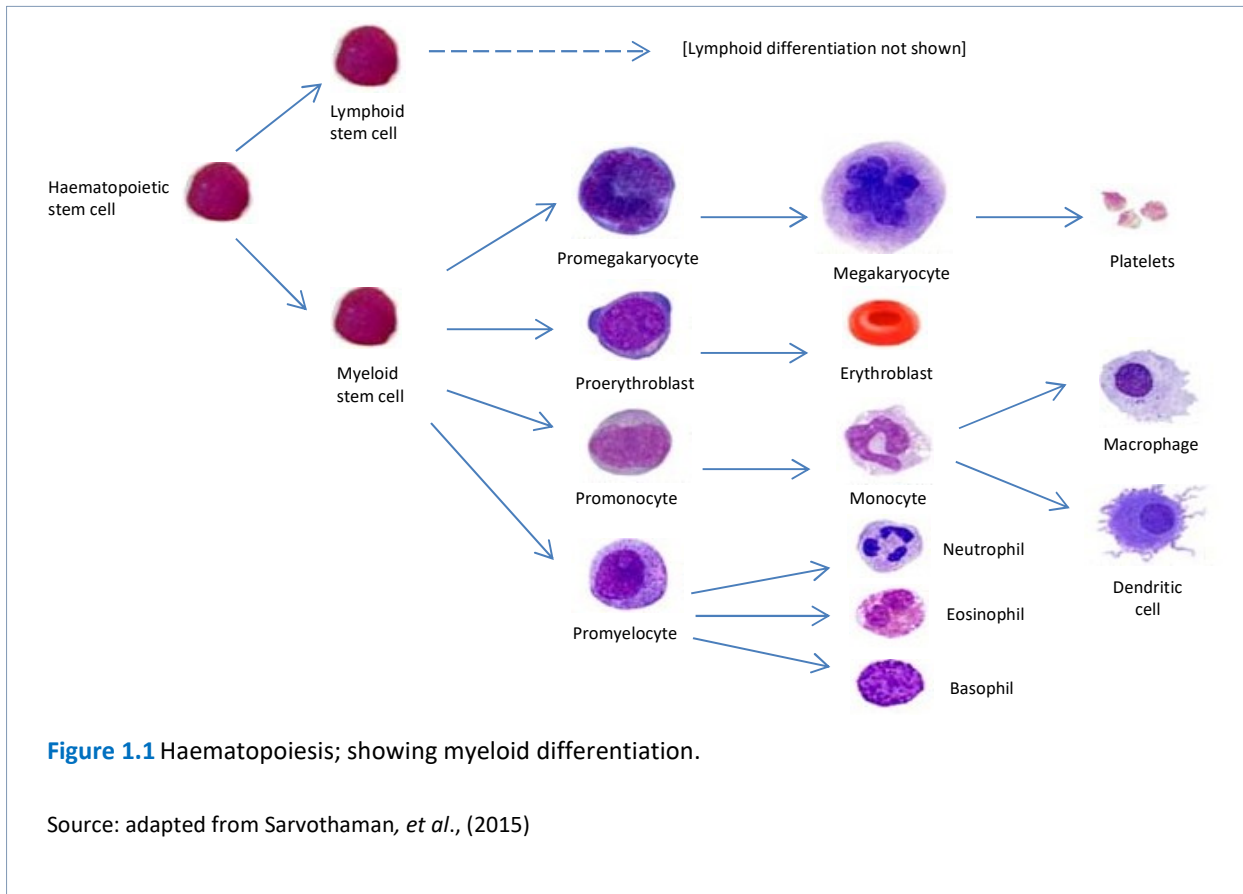 [Lymphoid differentiation not shown]
Lymphoid
stem cell
Haematopoietic
stem cell
Promegakaryocyte
Megakaryocyte
Platelets
Myeloid
stem cell
Proerythroblast
Erythroblast
Macrophage
Promonocyte
Monocyte
Neutrophil
Dendritic
cell
Eosinophil
Promyelocyte
Basophil
Figure 1.1 Haematopoiesis; showing myeloid differentiation.
Source: adapted from Sarvothaman, et al., (2015)